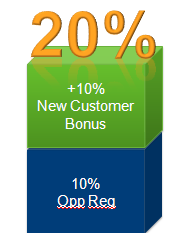 20%
+10%
New Customer
Bonus
10%
Opp Reg